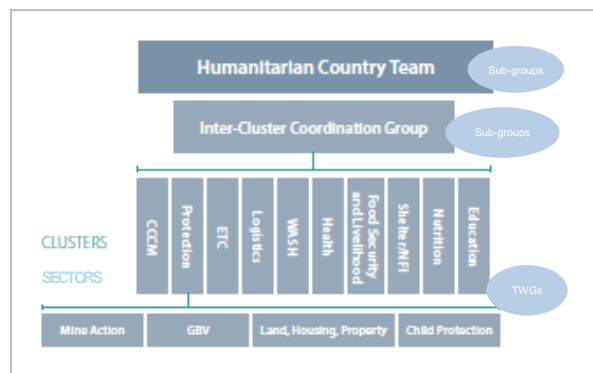 Humanitarian Country Team
Sub-groups
Inter-Cluster Coordination Group
Sub-groups
CCCM
Protection
ETC
Logistics
WASH
Health
Food Security
and Livelihood
Shelter/NFI
Nutrition
Education
CLUSTERS
SECTORS
TWGs
Mine Action
GBV
Land, Housing, Property
Child Protection